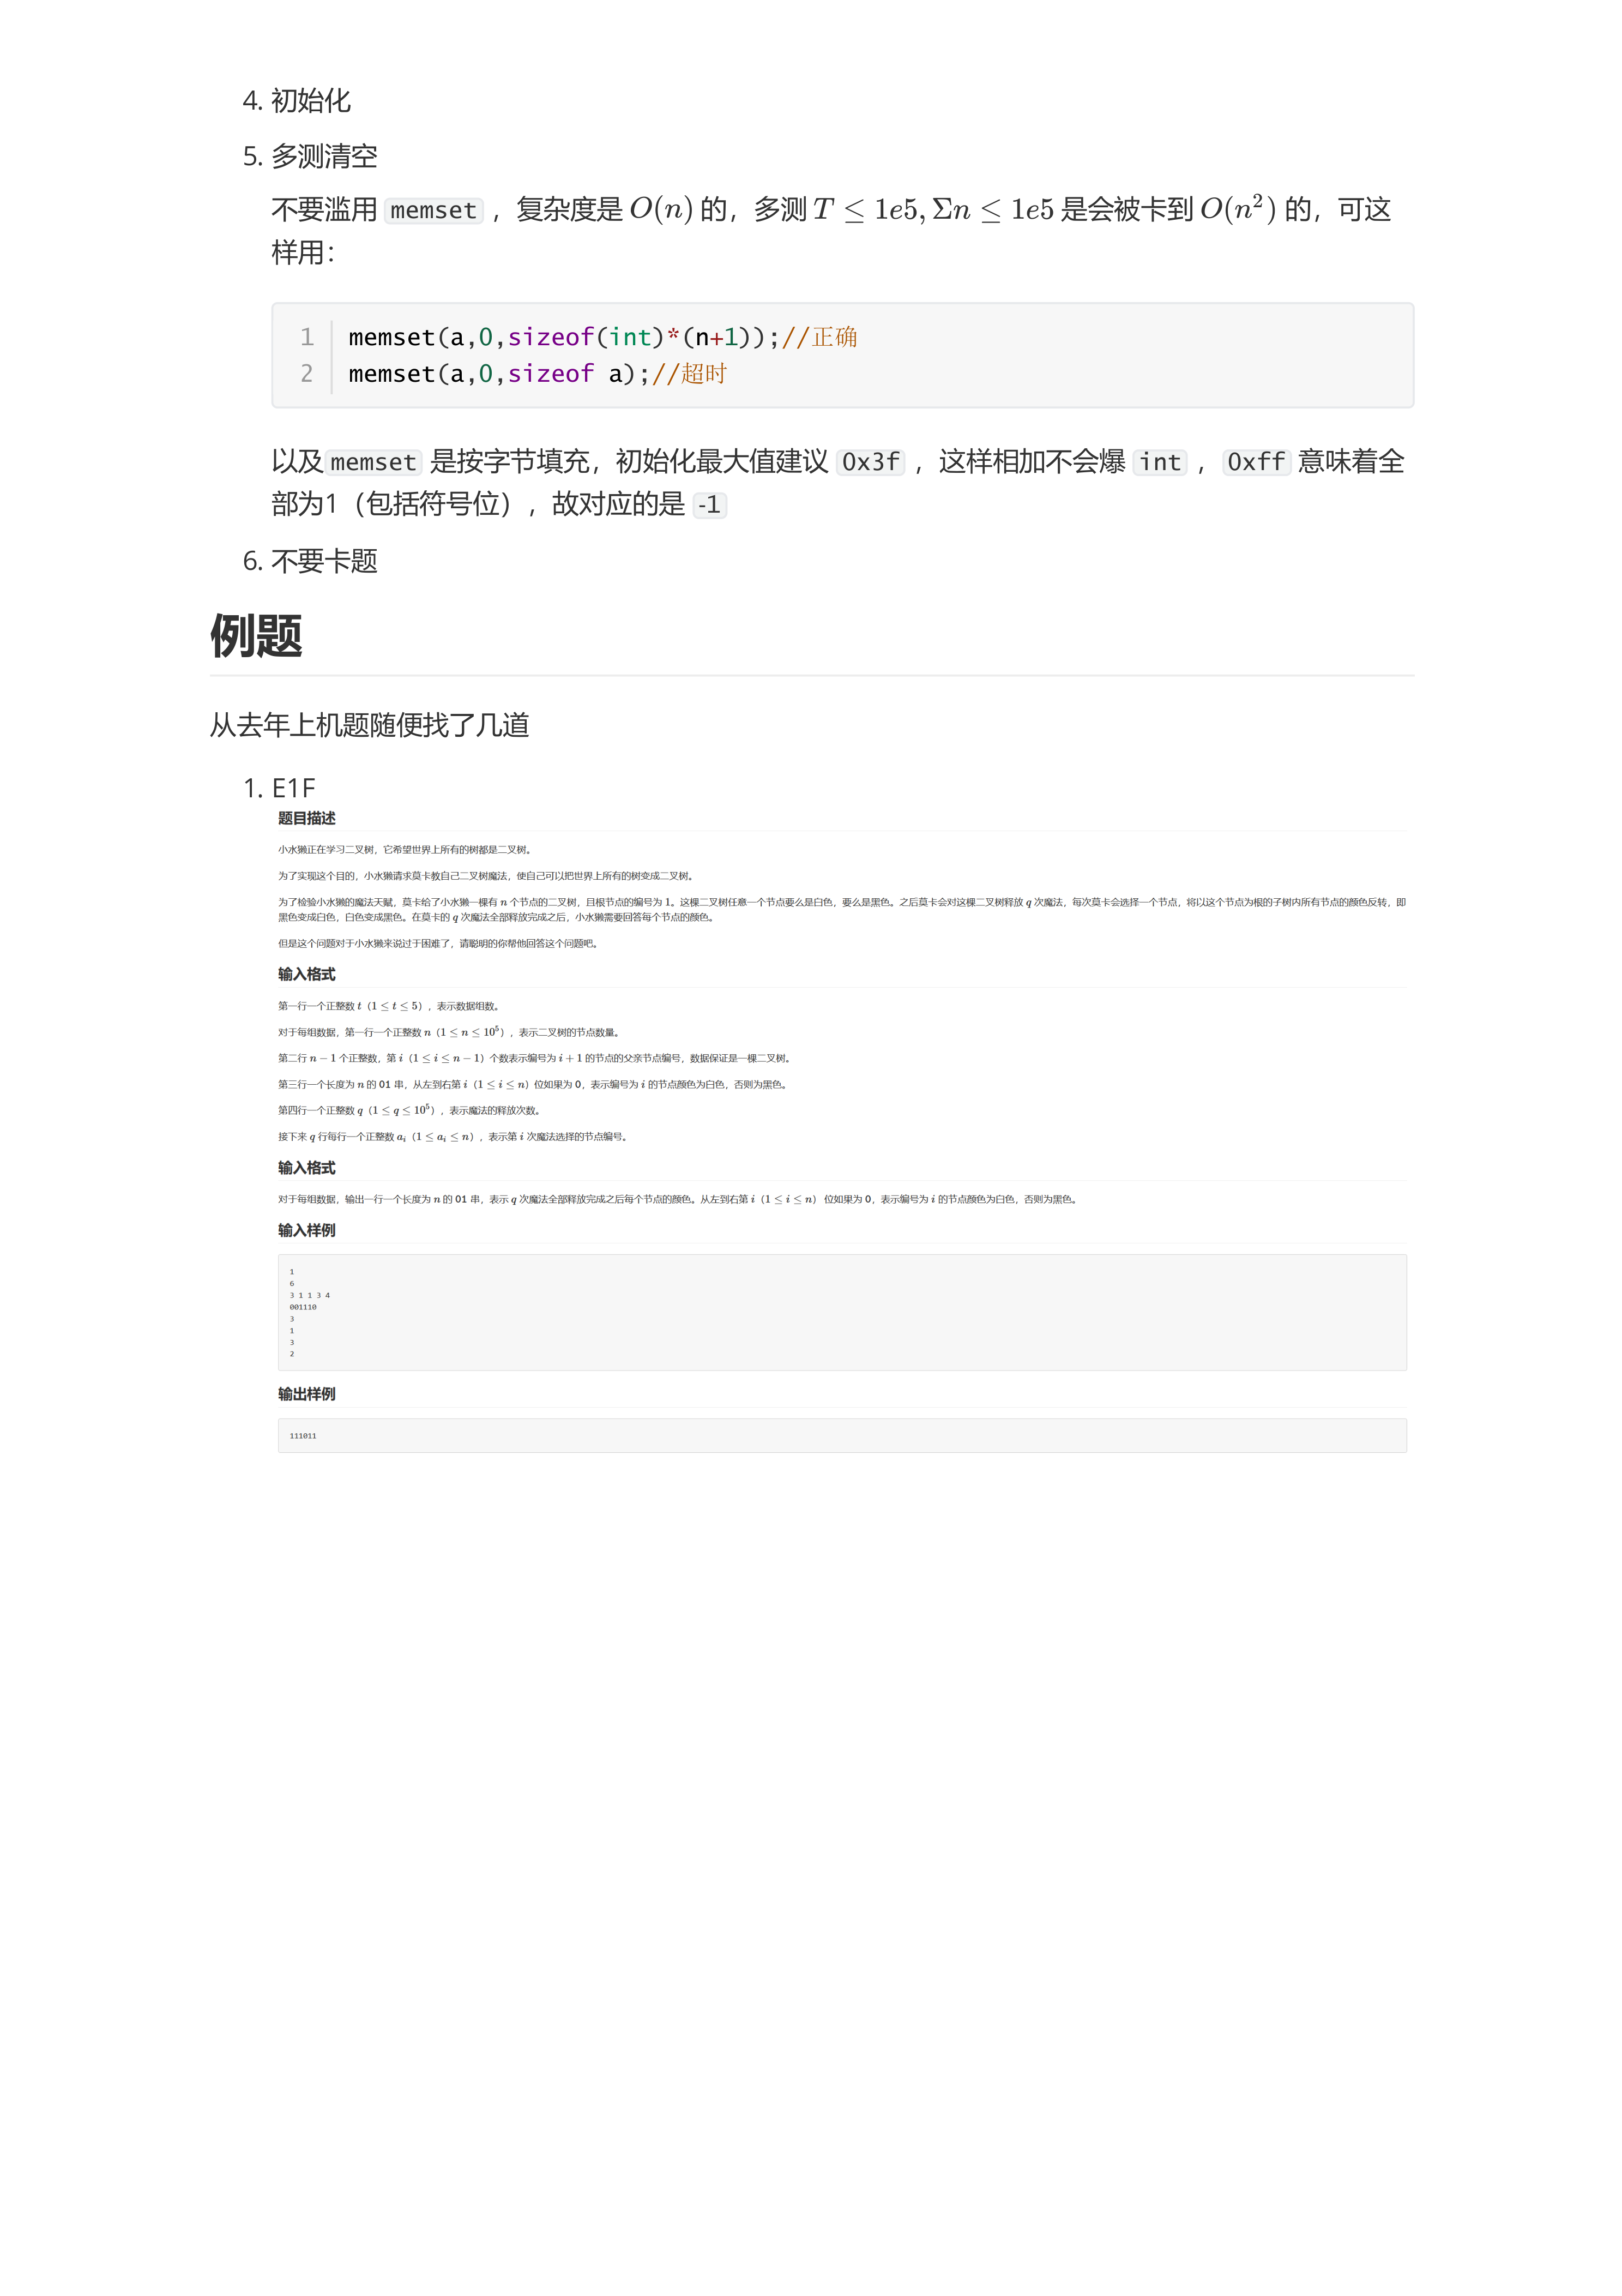 4. 初始化
5. 多测清空
不要滥用 memset ，复杂度是 O(n) 的，多测 T ≤ 1e5, Σn ≤ 1e5 是会被卡到 O(n²) 的，可这
样用：
1 memset(a,0,sizeof(int)*(n+1));//正确
2 memset(a,0,sizeof a);//超时
以及 memset 是按字节填充，初始化最大值建议 0x3f ，这样相加不会爆 int ， 0xff 意味着全
部为1（包括符号位），故对应的是 -1
6. 不要卡题
例题
从去年上机题随便找了几道
1. E1F
题目描述
小水獭正在学习二叉树，它希望世界上所有的树都是二叉树。
为了实现这个目的，小水獭请求莫卡教自己二叉树魔法，使自己可以把世界上所有的树变成二叉树。
为了检验小水獭的魔法天赋，莫卡给了小水獭一棵有 n 个节点的二叉树，且根节点的编号为 1。这棵二叉树任意一个节点要么是白色，要么是黑色。之后莫卡会对这棵二叉树释放 q 次魔法，每次莫卡会选择一个节点，将以这个节点为根的子树内所有节点的颜色反转，即
黑色变成白色，白色变成黑色。在莫卡的 q 次魔法全部释放完成之后，小水獭需要回答每个节点的颜色。
但是这个问题对于小水獭来说过于困难了，请聪明的你帮他回答这个问题吧。
输入格式
第一行一个正整数 t（1 ≤ t ≤ 5），表示数据组数。
对于每组数据，第一行一个正整数 n（1 ≤ n ≤ 10⁵），表示二叉树的节点数量。
第二行 n − 1 个正整数，第 i（1 ≤ i ≤ n − 1）个数表示编号为 i + 1 的节点的父亲节点编号，数据保证是一棵二叉树。
第三行一个长度为 n 的 01 串，从左到右第 i（1 ≤ i ≤ n）位如果为 0，表示编号为 i 的节点颜色为白色，否则为黑色。
第四行一个正整数 q（1 ≤ q ≤ 10⁵），表示魔法的释放次数。
接下来 q 行每行一个正整数 aᵢ（1 ≤ aᵢ ≤ n），表示第 i 次魔法选择的节点编号。
输入格式
对于每组数据，输出一行一个长度为 n 的 01 串，表示 q 次魔法全部释放完成之后每个节点的颜色。从左到右第 i（1 ≤ i ≤ n） 位如果为 0，表示编号为 i 的节点颜色为白色，否则为黑色。
输入样例
1
6
3 1 1 3 4
001110
3
1
3
2
输出样例
111011